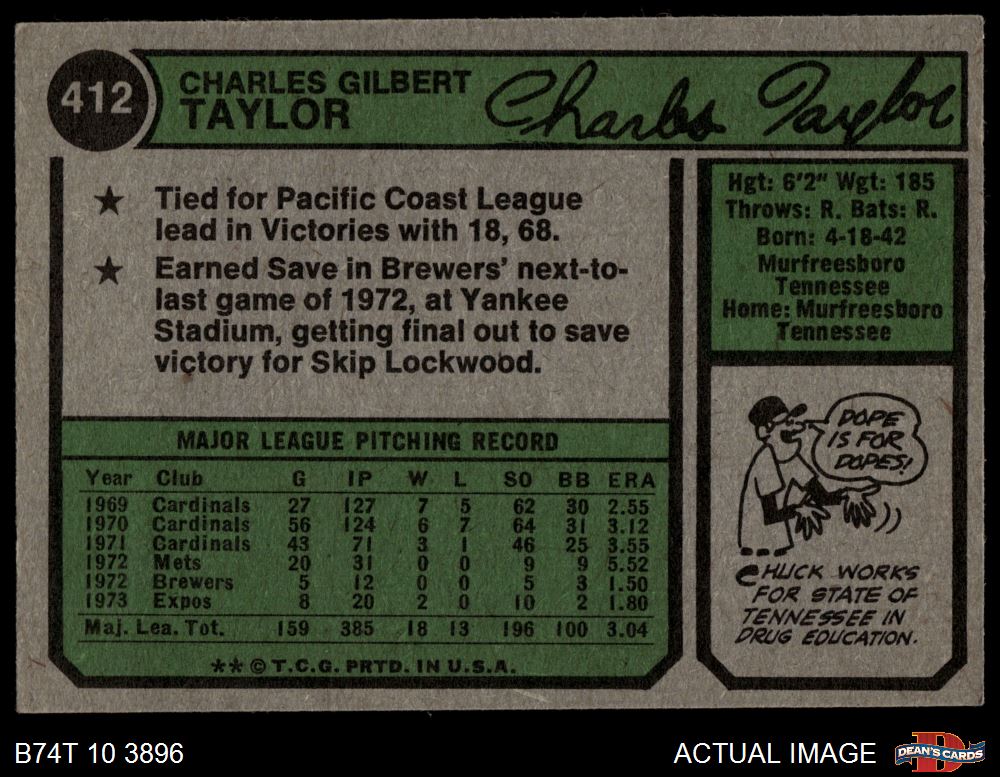 412
CHARLES GILBERT
TAYLOR
Charles Taylor
★ Tied for Pacific Coast League
lead in Victories with 18, 68.
★ Earned Save in Brewers' next-to-
last game of 1972, at Yankee
Stadium, getting final out to save
victory for Skip Lockwood.
Hgt: 6'2" Wgt: 185
Throws: R. Bats: R.
Born: 4-18-42
Murfreesboro
Tennessee
Home: Murfreesboro
Tennessee
MAJOR LEAGUE PITCHING RECORD
Year Club G IP W L SO BB ERA
1969 Cardinals 27 127 7 5 62 30 2.55
1970 Cardinals 56 124 6 7 64 31 3.12
1971 Cardinals 43 71 3 1 46 25 3.55
1972 Mets 20 31 0 0 9 9 5.52
1972 Brewers 5 12 0 0 5 3 1.50
1973 Expos 8 20 2 0 10 2 1.80
Maj. Lea. Tot. 159 385 18 13 196 100 3.04
** © T.C.G. PRTD. IN U.S.A.
DOPE
IS FOR
DOPES!
CHUCK WORKS
FOR STATE OF
TENNESSEE IN
DRUG EDUCATION.
B74T 10 3896
ACTUAL IMAGE
D
DEAN'S CARDS